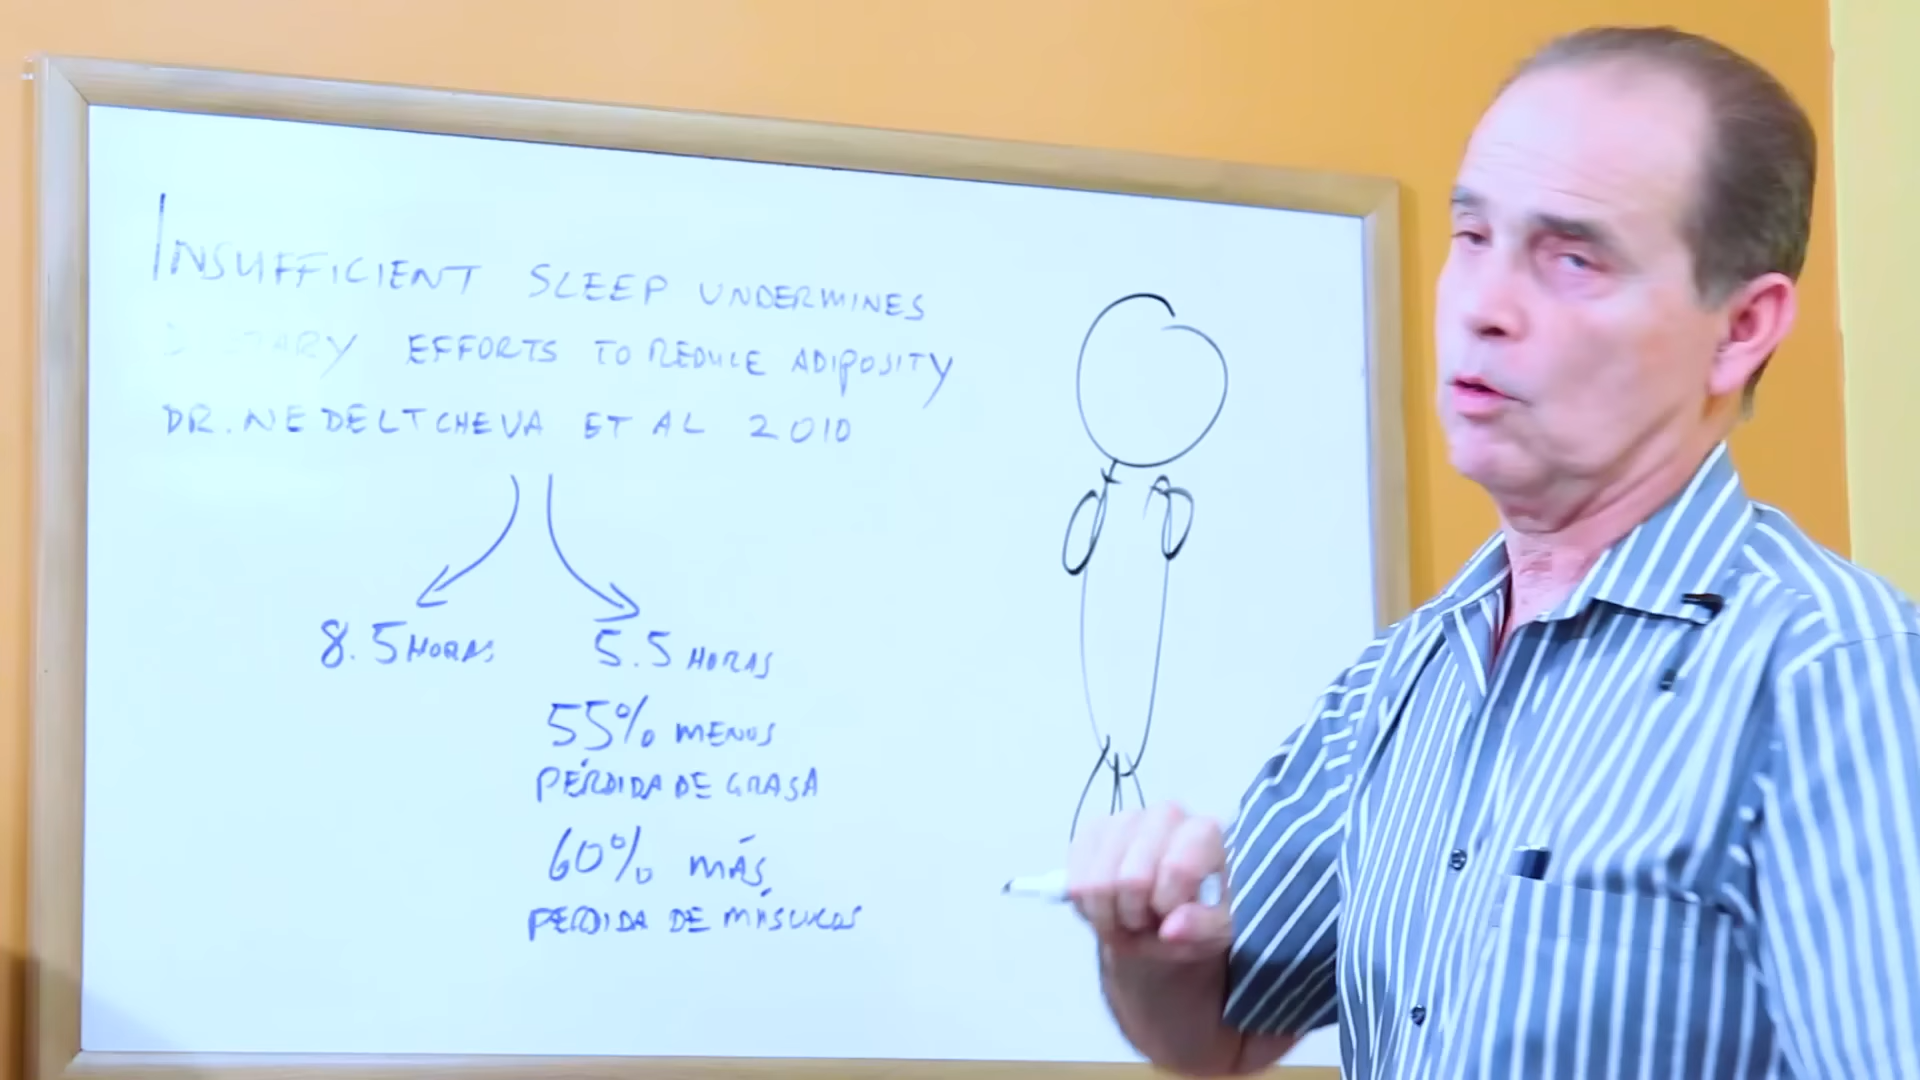 INSUFFICIENT SLEEP UNDERMINES
DIETARY EFFORTS TO REDUCE ADIPOSITY
DR. NEDELTCHEVA ET AL 2010
8.5 HORAS 5.5 HORAS
55% MENOS
PÉRDIDA DE GRASA
60% MÁS
PÉRDIDA DE